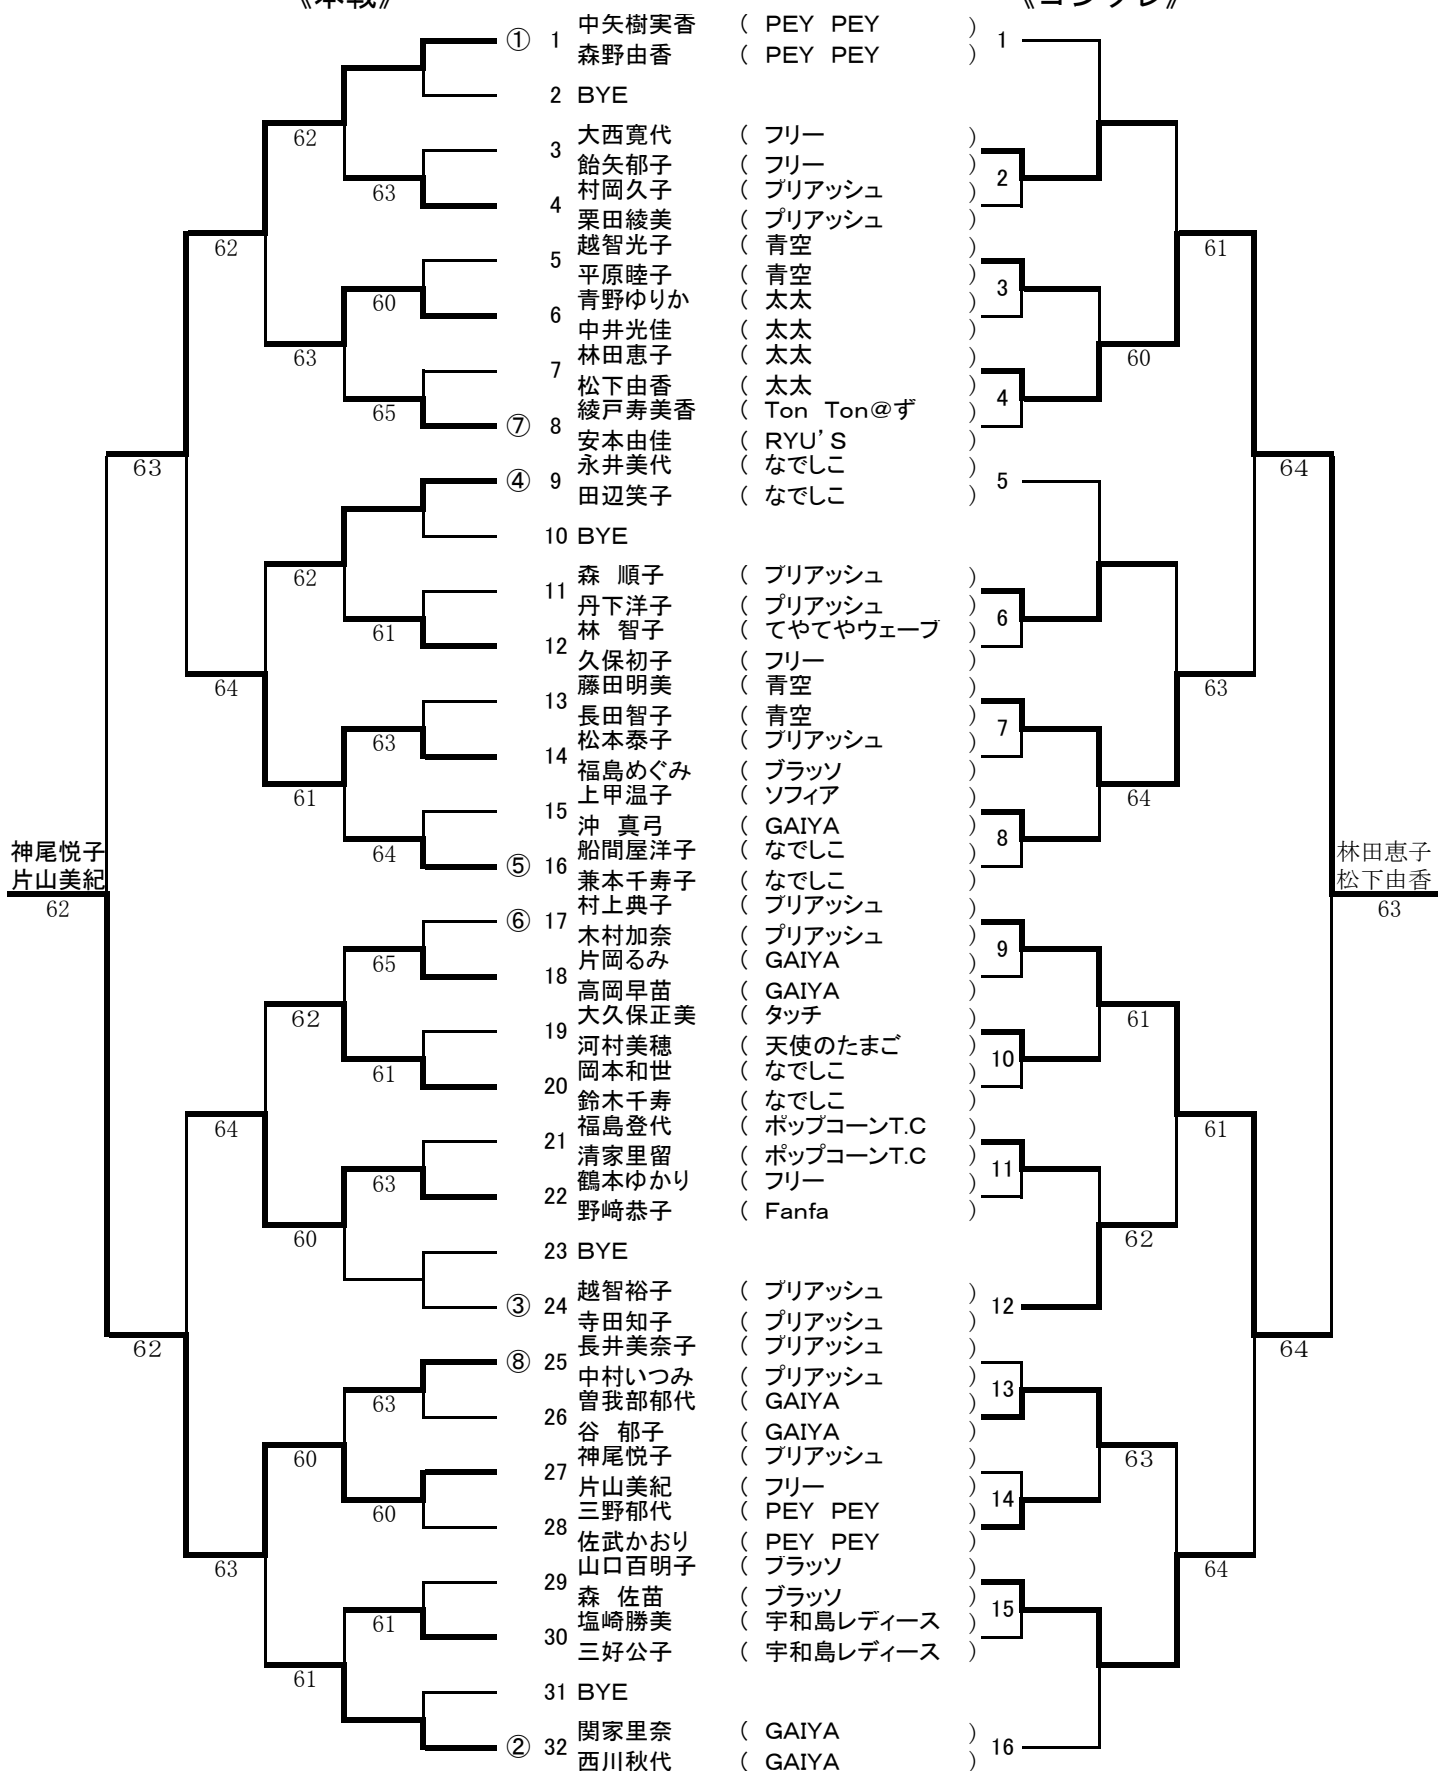 《本戦》 《コンソレ》
① 1 中矢樹実香 ( PEY PEY ) 1
森野由香 ( PEY PEY )
2 BYE
62
3 大西寛代 ( フリー )
飴矢郁子 ( フリー ) 2
63 4 村岡久子 ( プリアッシュ )
栗田綾美 ( プリアッシュ )
62 61
5 越智光子 ( 青空 )
平原睦子 ( 青空 ) 3
60 6 青野ゆりか ( 太太 )
中井光佳 ( 太太 )
63 60
7 林田恵子 ( 太太 )
松下由香 ( 太太 ) 4
65 ⑦ 8 綾戸寿美香 ( Ton Ton@ず )
安本由佳 ( RYU'S )
63 64
④ 9 永井美代 ( なでしこ ) 5
田辺笑子 ( なでしこ )
10 BYE
62
11 森 順子 ( プリアッシュ )
丹下洋子 ( プリアッシュ ) 6
61 12 林 智子 ( てやてやウェーブ )
久保初子 ( フリー )
64 63
13 藤田明美 ( 青空 )
長田智子 ( 青空 ) 7
63 14 松本泰子 ( プリアッシュ )
福島めぐみ ( ブラッソ )
61 64
15 上甲温子 ( ソフィア )
沖 真弓 ( GAIYA ) 8
64 ⑤ 16 船間屋洋子 ( なでしこ )
兼本千寿子 ( なでしこ )
神尾悦子 林田恵子
片山美紀 松下由香
62 63
⑥ 17 村上典子 ( プリアッシュ )
木村加奈 ( プリアッシュ ) 9
65 18 片岡るみ ( GAIYA )
高岡早苗 ( GAIYA )
62 61
19 大久保正美 ( タッチ )
河村美穂 ( 天使のたまご ) 10
61 20 岡本和世 ( なでしこ )
鈴木千寿 ( なでしこ )
64 61
21 福島登代 ( ポップコーンT.C )
清家里留 ( ポップコーンT.C ) 11
63 22 鶴本ゆかり ( フリー )
野﨑恭子 ( Fanfa )
60 62
23 BYE
③ 24 越智裕子 ( プリアッシュ ) 12
寺田知子 ( プリアッシュ )
62 64
⑧ 25 長井美奈子 ( プリアッシュ )
中村いつみ ( プリアッシュ ) 13
63 26 曽我部郁代 ( GAIYA )
谷 郁子 ( GAIYA )
60 63
27 神尾悦子 ( プリアッシュ )
片山美紀 ( フリー ) 14
60 28 三野郁代 ( PEY PEY )
佐武かおり ( PEY PEY )
63 64
29 山口百明子 ( ブラッソ )
森 佐苗 ( ブラッソ ) 15
61 30 塩崎勝美 ( 宇和島レディース )
三好公子 ( 宇和島レディース )
61
31 BYE
② 32 関家里奈 ( GAIYA ) 16
西川秋代 ( GAIYA )